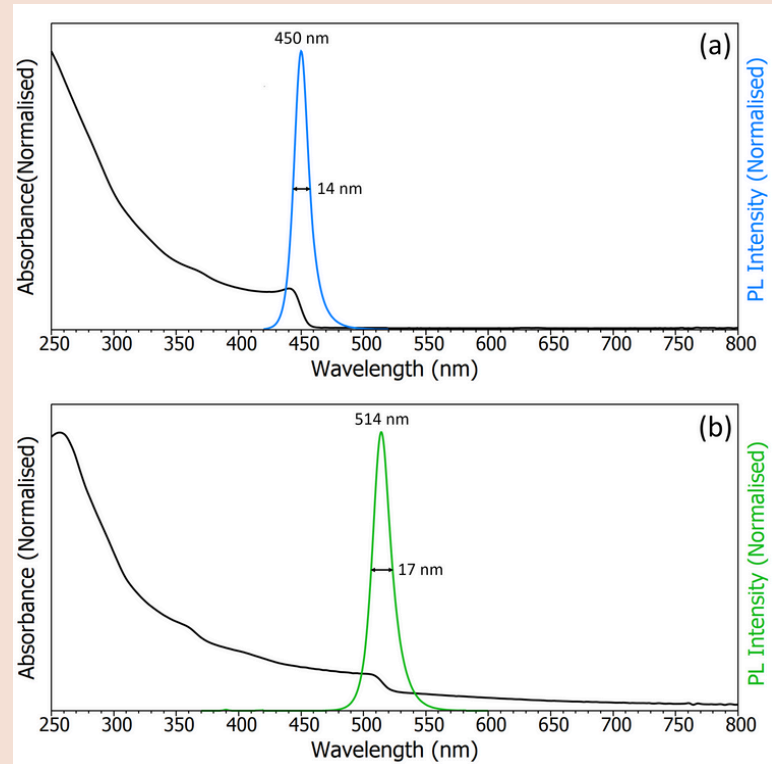 450 nm
(a)
Absorbance(Normalised)
PL Intensity (Normalised)
14 nm
250 300 350 400 450 500 550 600 650 700 750 800
Wavelength (nm)
514 nm
(b)
Absorbance (Normalised)
PL Intensity (Normalised)
17 nm
250 300 350 400 450 500 550 600 650 700 750 800
Wavelength (nm)